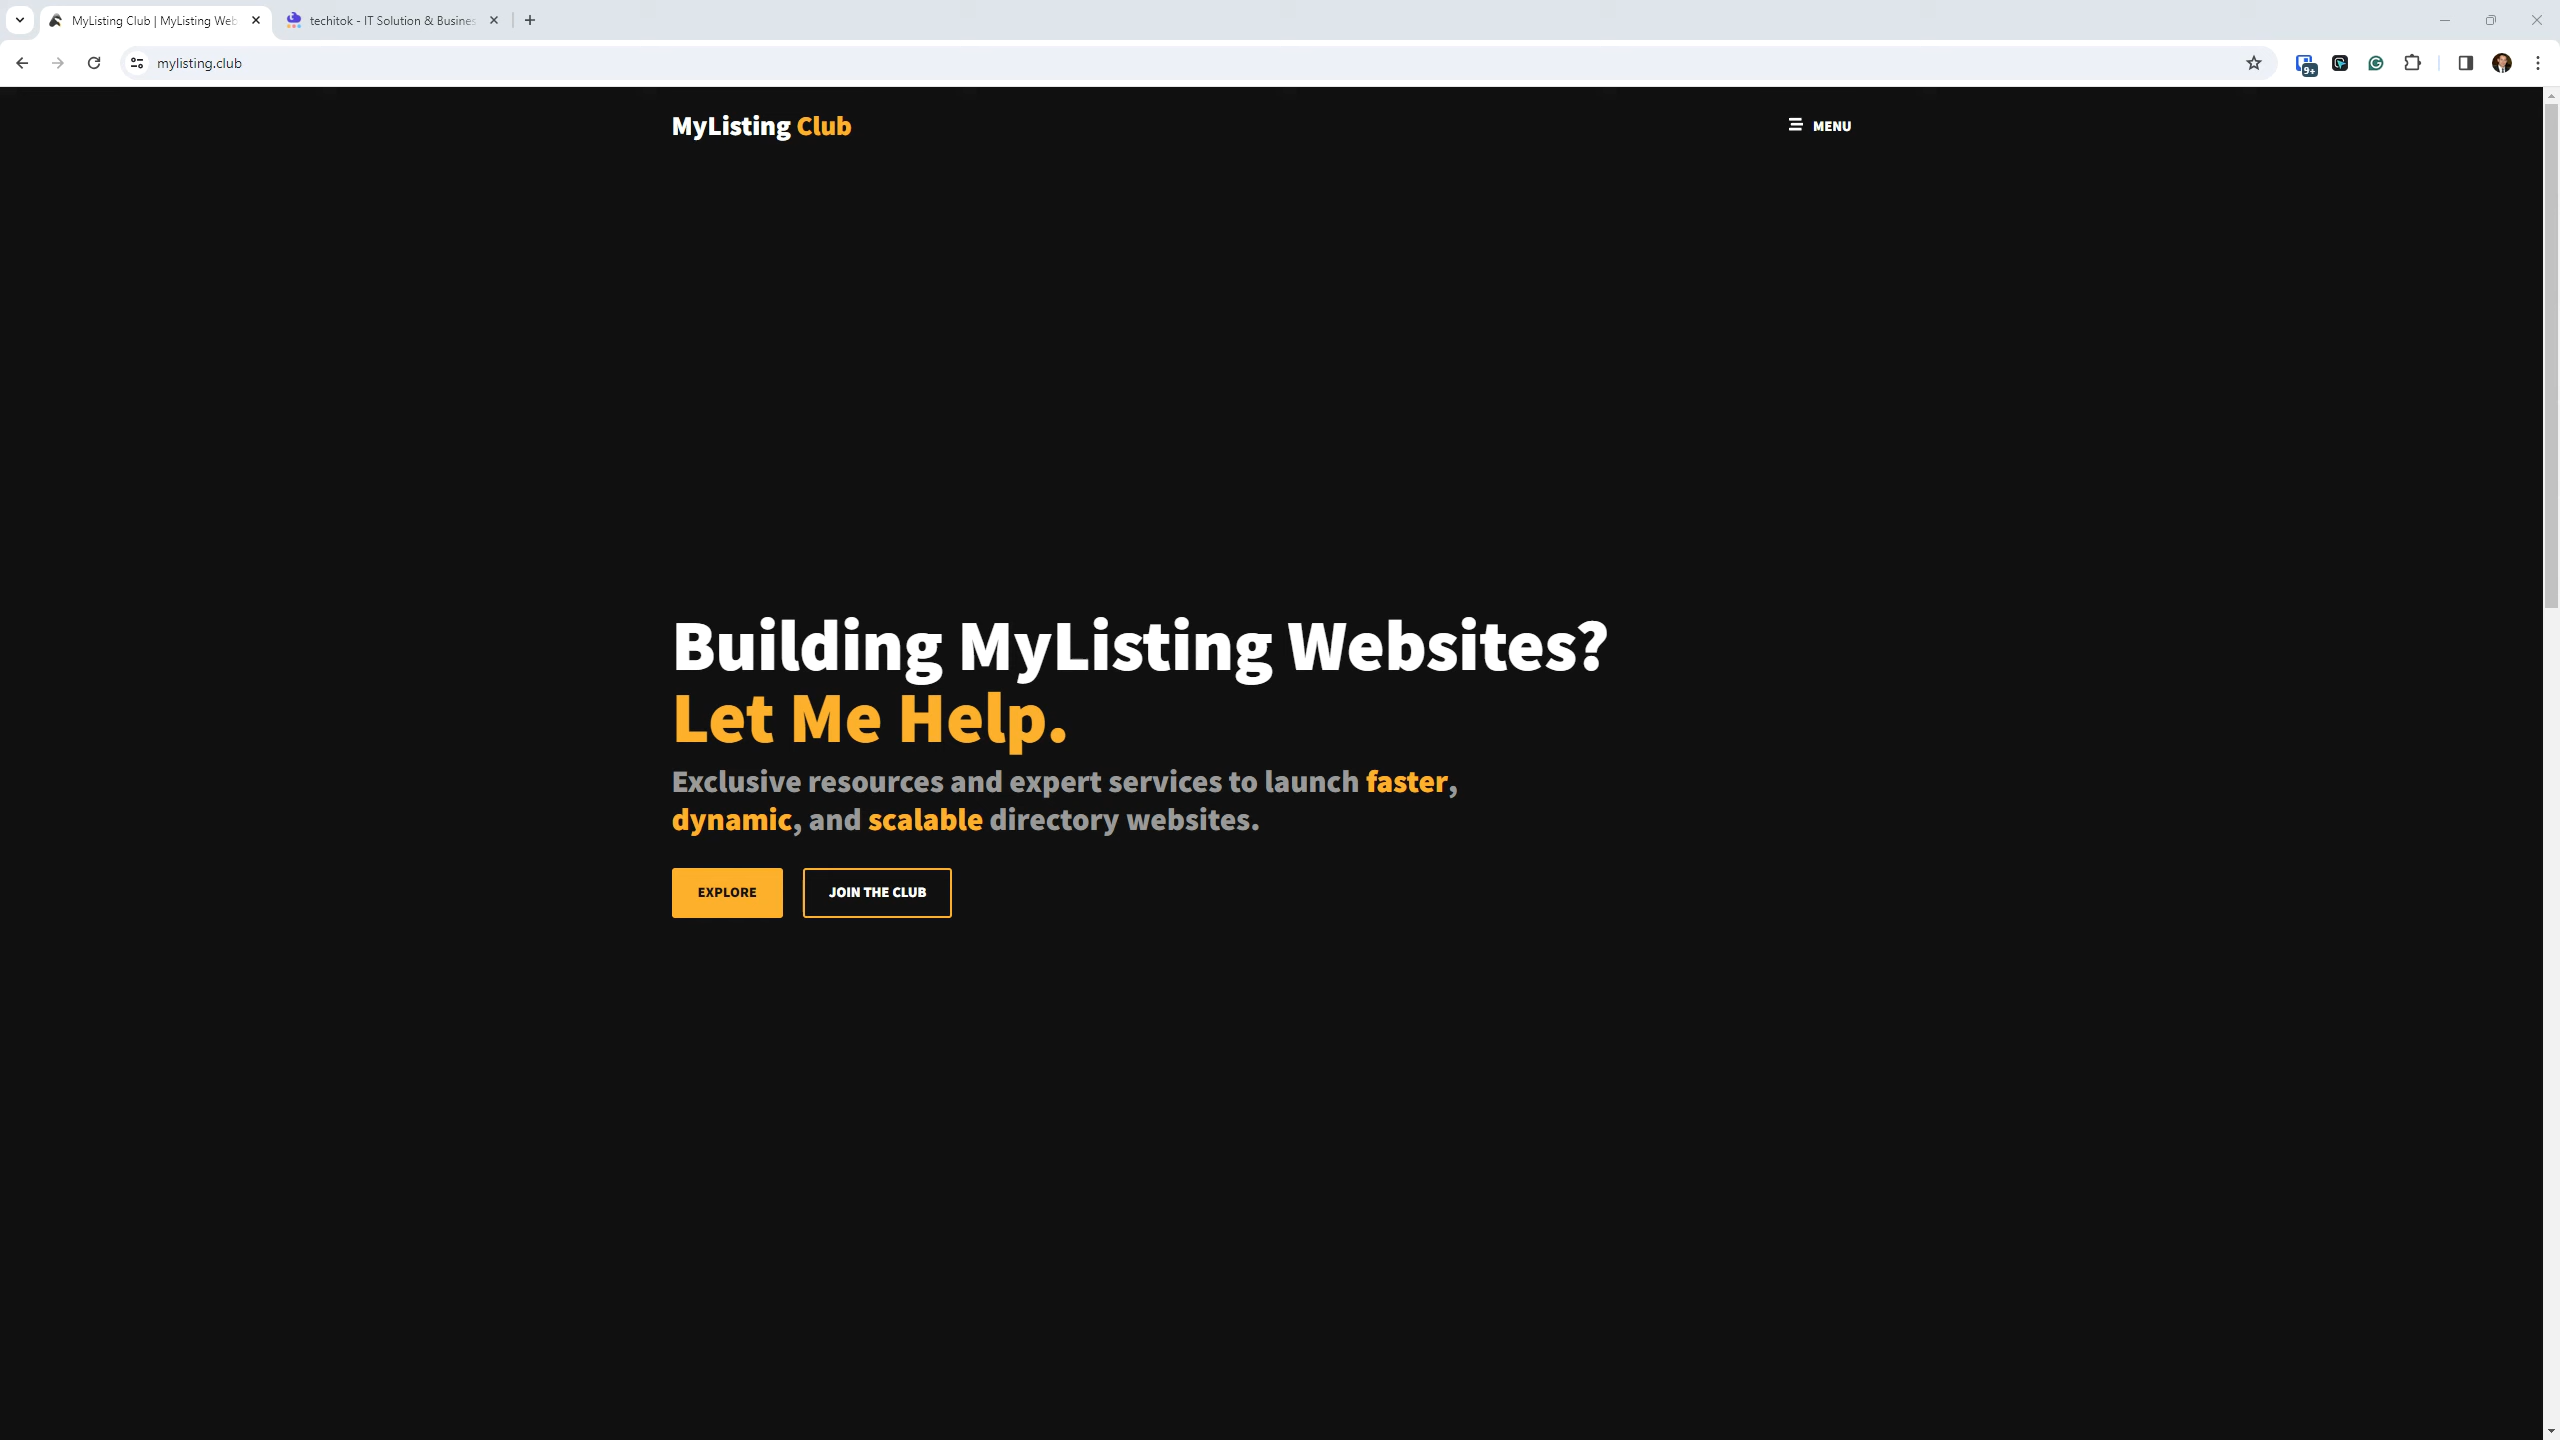 MyListing Club | MyListing Web
techitok - IT Solution & Busines
mylisting.club
9+
MyListing Club
MENU
Building MyListing Websites?
Let Me Help.
Exclusive resources and expert services to launch faster,
dynamic, and scalable directory websites.
EXPLORE
JOIN THE CLUB